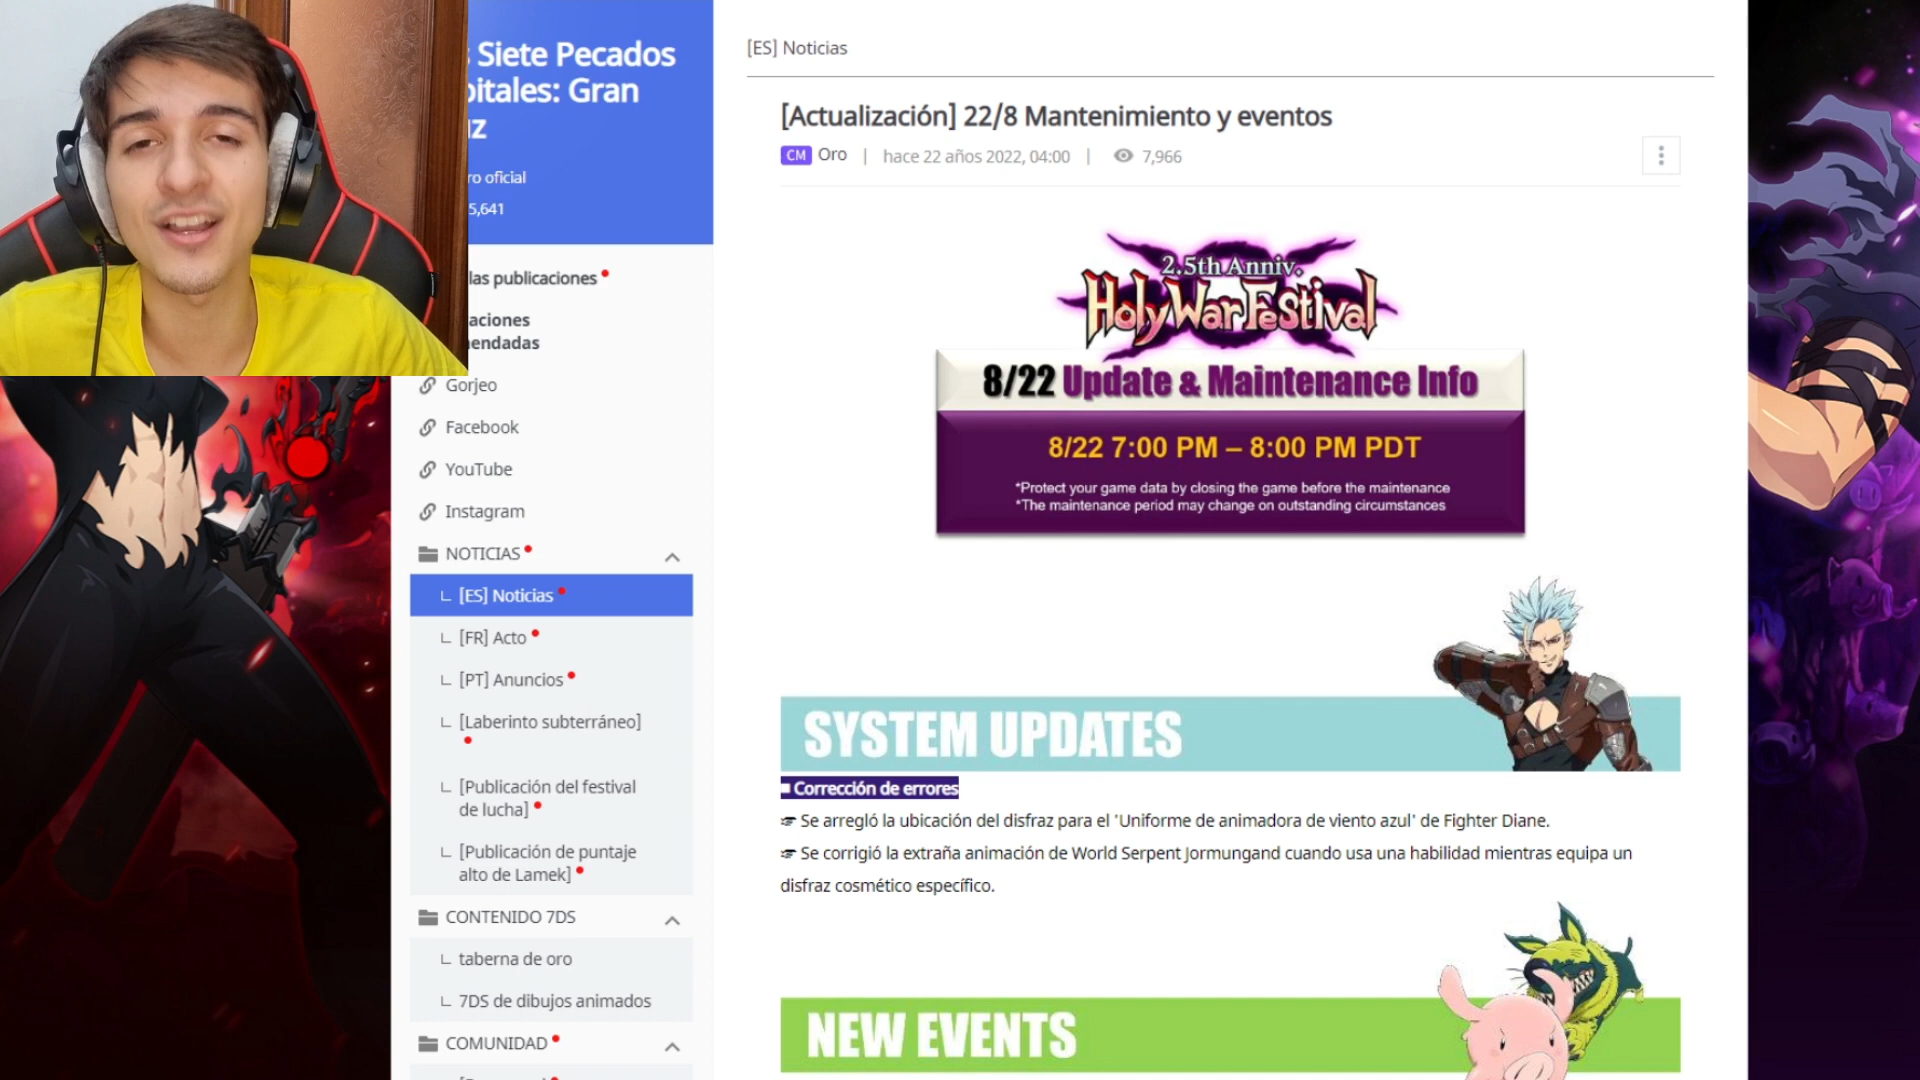 Siete Pecados
pitales: Gran
uz
ro oficial
5,641
las publicaciones
aciones
endadas
Gorjeo
Facebook
YouTube
Instagram
NOTICIAS
[ES] Noticias
[FR] Acto
[PT] Anuncios
[Laberinto subterráneo]
[Publicación del festival
de lucha]
[Publicación de puntaje
alto de Lamek]
CONTENIDO 7DS
taberna de oro
7DS de dibujos animados
COMUNIDAD
[ES] Noticias
[Actualización] 22/8 Mantenimiento y eventos
CM Oro | hace 22 años 2022, 04:00 | 7,966
2.5th Anniv.
Holy War Festival
8/22 Update & Maintenance Info
8/22 7:00 PM – 8:00 PM PDT
*Protect your game data by closing the game before the maintenance
*The maintenance period may change on outstanding circumstances
SYSTEM UPDATES
■ Corrección de errores
☞ Se arregló la ubicación del disfraz para el 'Uniforme de animadora de viento azul' de Fighter Diane.
☞ Se corrigió la extraña animación de World Serpent Jormungand cuando usa una habilidad mientras equipa un
disfraz cosmético específico.
NEW EVENTS